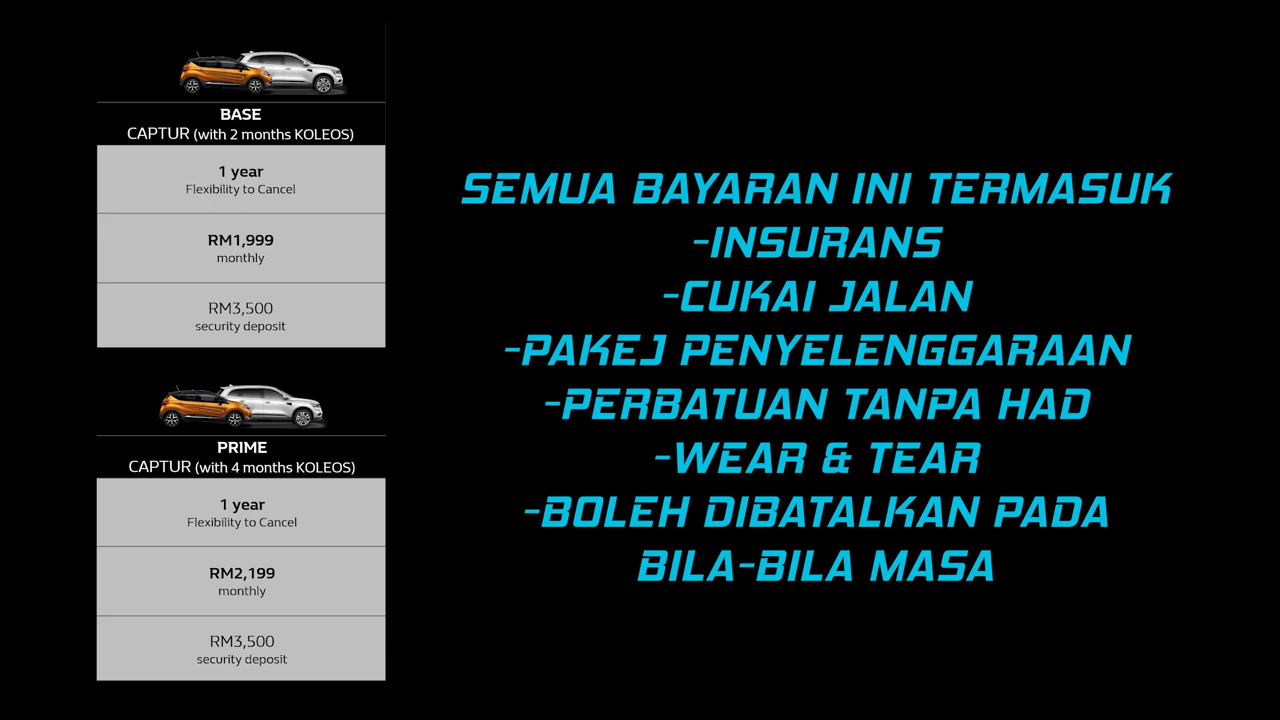 BASE
CAPTUR (with 2 months KOLEOS)
1 year
Flexibility to Cancel
RM1,999
monthly
RM3,500
security deposit
PRIME
CAPTUR (with 4 months KOLEOS)
1 year
Flexibility to Cancel
RM2,199
monthly
RM3,500
security deposit
SEMUA BAYARAN INI TERMASUK
-INSURANS
-CUKAI JALAN
-PAKEJ PENYELENGGARAAN
-PERBATUAN TANPA HAD
-WEAR & TEAR
-BOLEH DIBATALKAN PADA
BILA-BILA MASA